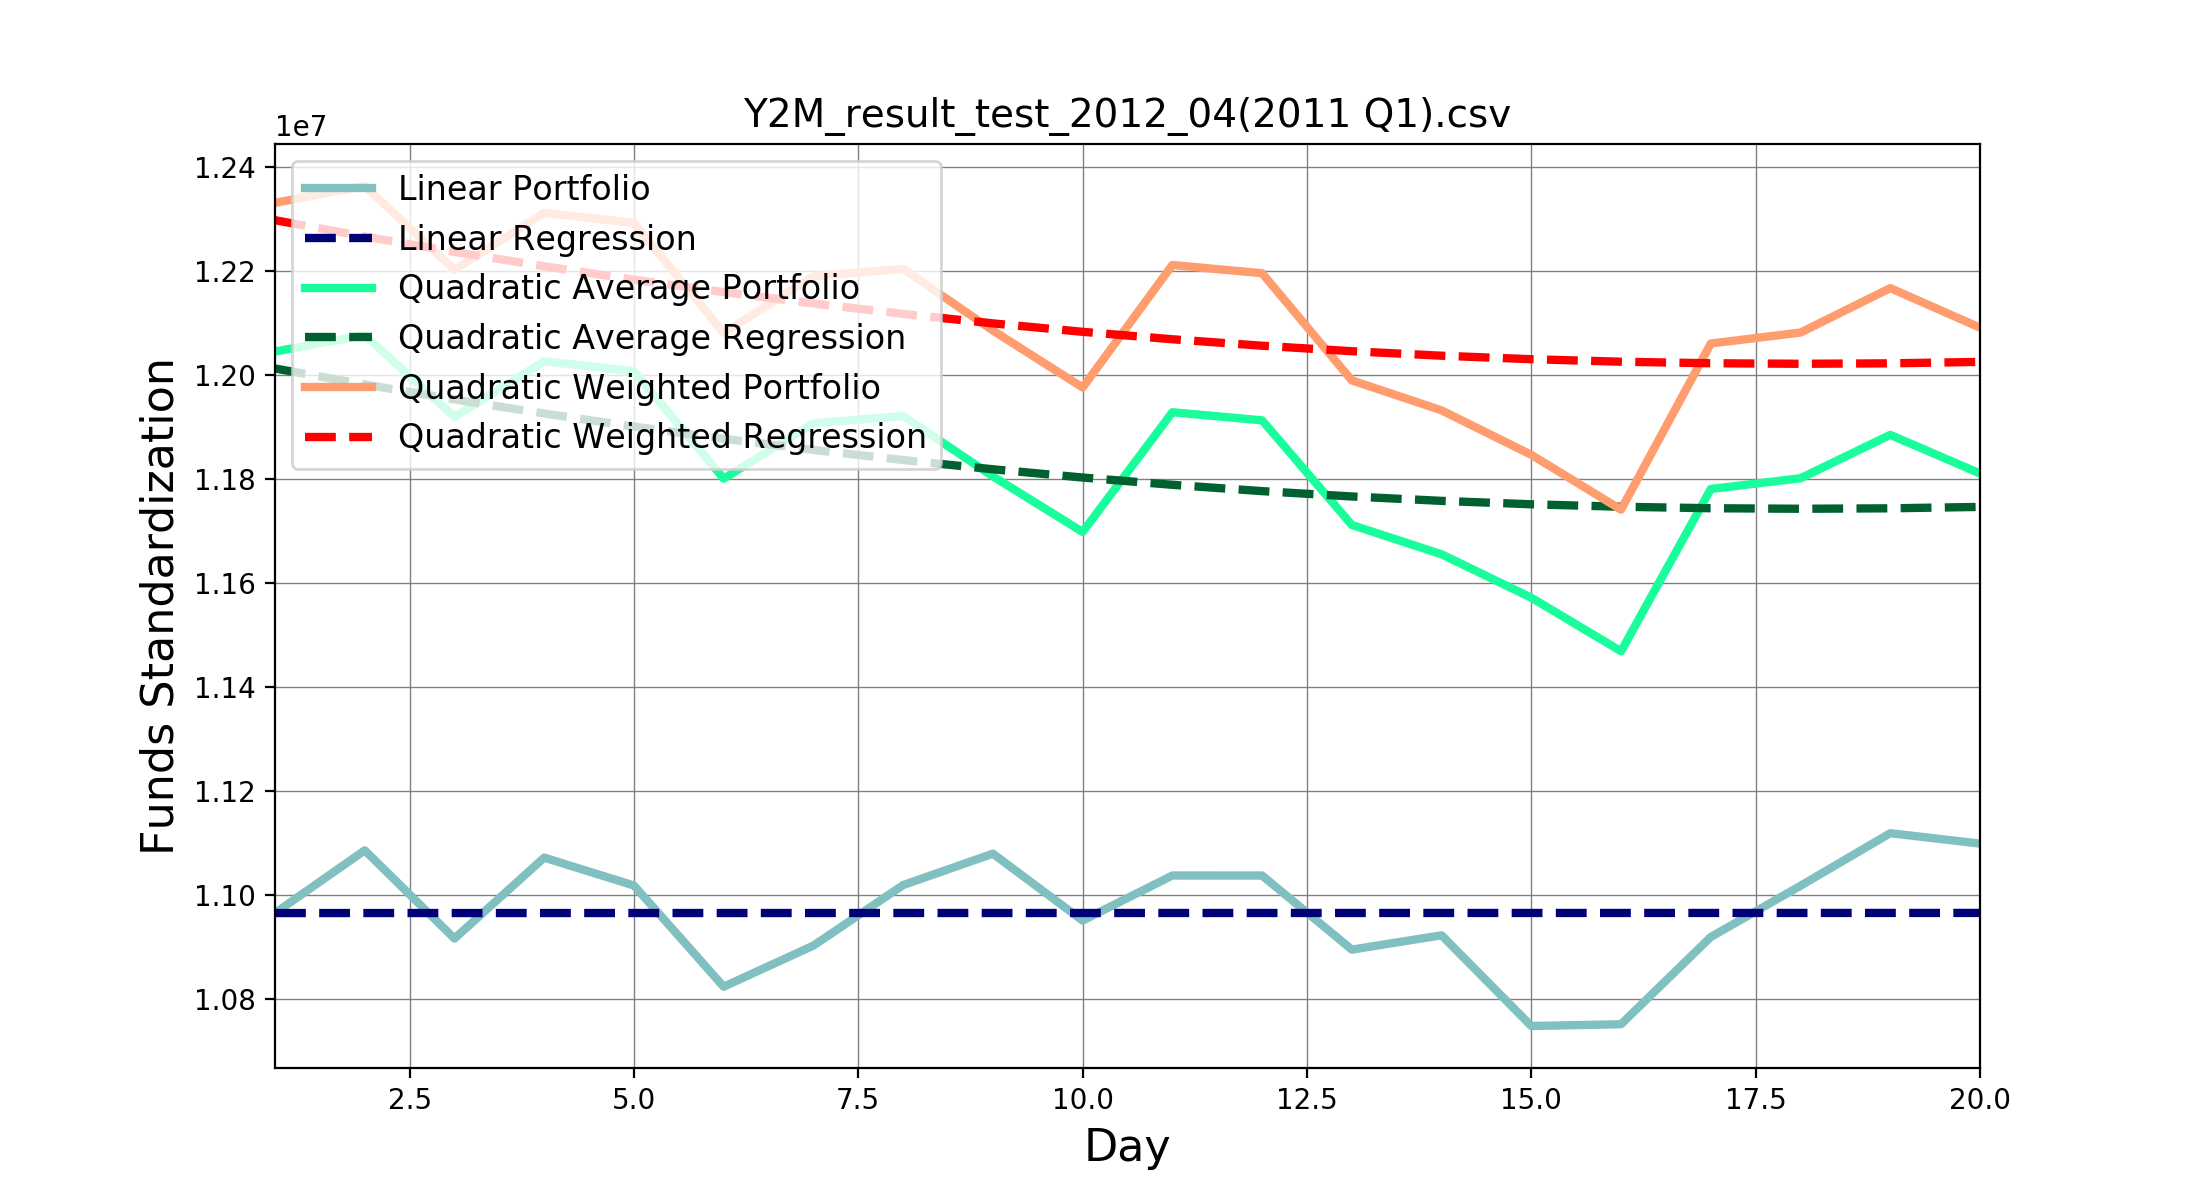 Y2M_result_test_2012_04(2011 Q1).csv
1e7
1.24
1.22
1.20
1.18
1.16
1.14
1.12
1.10
1.08
Funds Standardization
Linear Portfolio
Linear Regression
Quadratic Average Portfolio
Quadratic Average Regression
Quadratic Weighted Portfolio
Quadratic Weighted Regression
2.5 5.0 7.5 10.0 12.5 15.0 17.5 20.0
Day